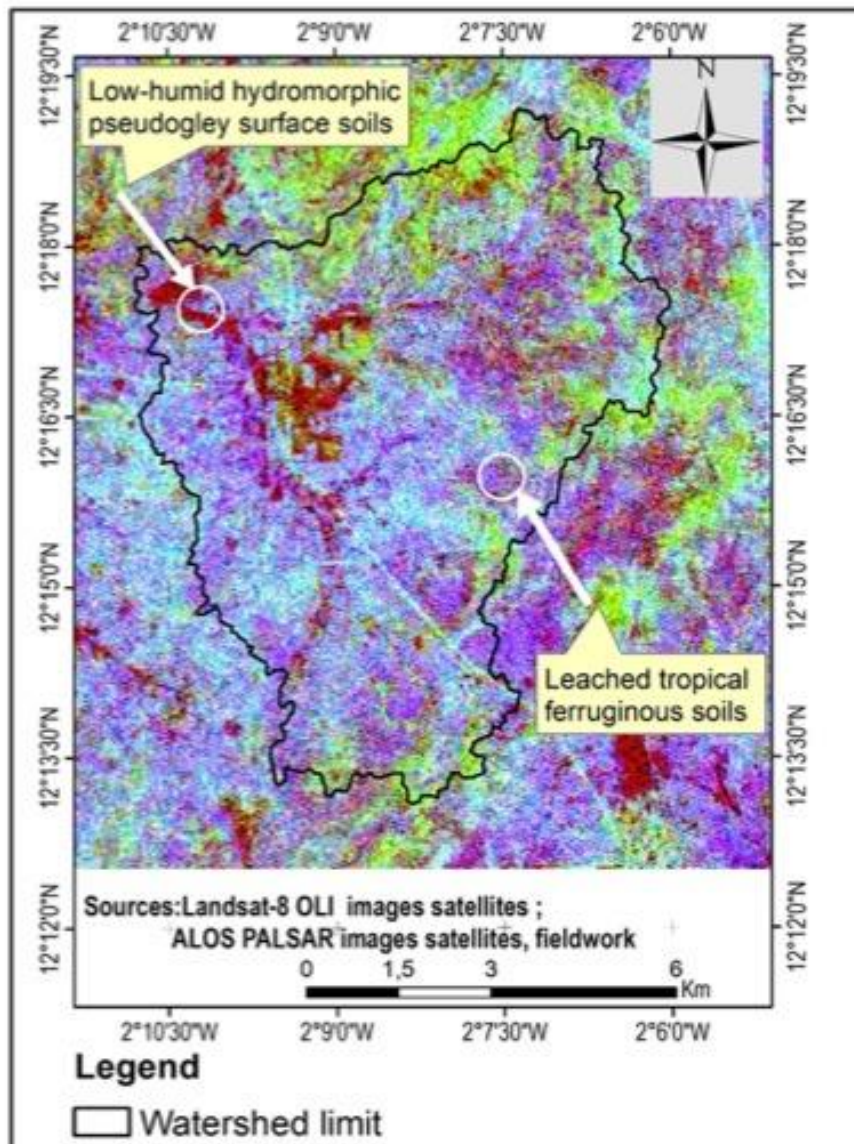 2°10'30"W 2°9'0"W 2°7'30"W 2°6'0"W
12°19'30"N
12°19'30"N
N
Low-humid hydromorphic
pseudogley surface soils
12°18'0"N
12°18'0"N
12°16'30"N
12°16'30"N
12°15'0"N
12°15'0"N
Leached tropical
ferruginous soils
12°13'30"N
12°13'30"N
Sources:Landsat-8 OLI images satellites ;
ALOS PALSAR images satellites, fieldwork
12°12'0"N
12°12'0"N
0 1,5 3 6
Km
2°10'30"W 2°9'0"W 2°7'30"W 2°6'0"W
Legend
Watershed limit